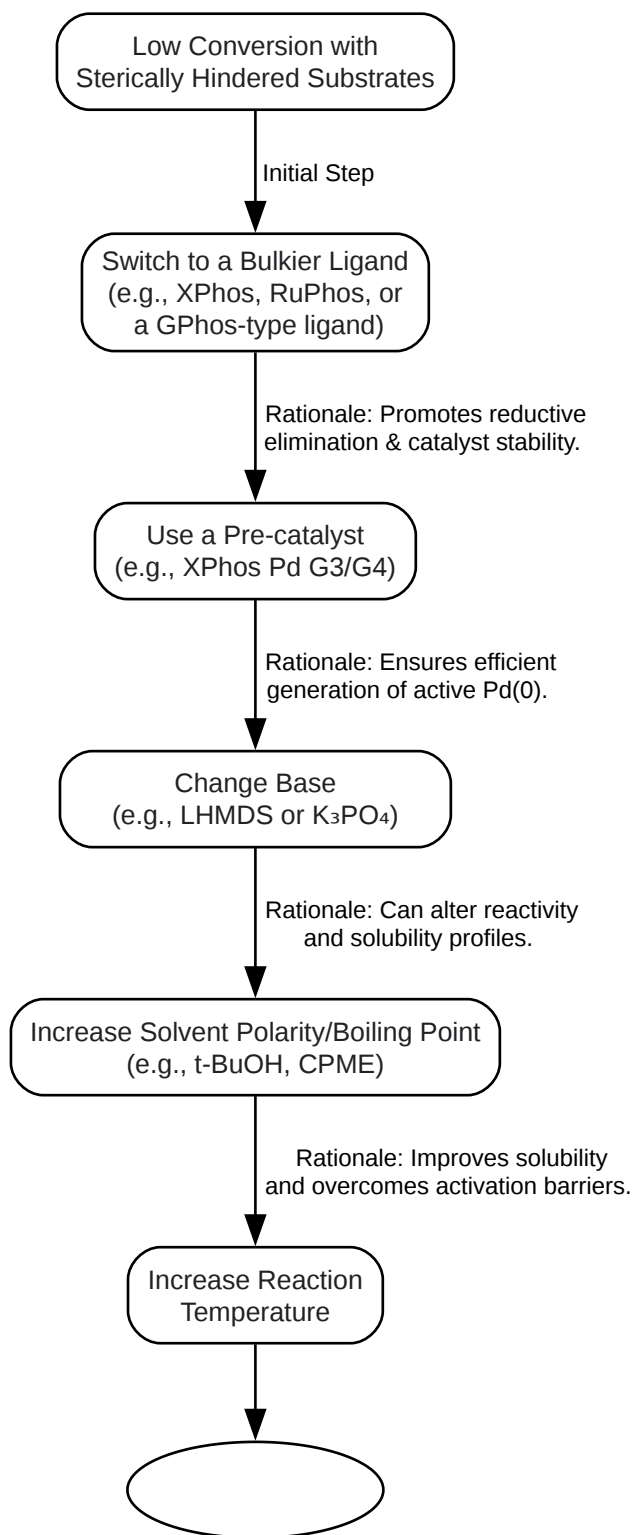 Low Conversion with
Sterically Hindered Substrates
Initial Step
Switch to a Bulkier Ligand
(e.g., XPhos, RuPhos, or
a GPhos-type ligand)
Rationale: Promotes reductive
elimination & catalyst stability.
Use a Pre-catalyst
(e.g., XPhos Pd G3/G4)
Rationale: Ensures efficient
generation of active Pd(0).
Change Base
(e.g., LHMDS or K₃PO₄)
Rationale: Can alter reactivity
and solubility profiles.
Increase Solvent Polarity/Boiling Point
(e.g., t-BuOH, CPME)
Rationale: Improves solubility
and overcomes activation barriers.
Increase Reaction
Temperature